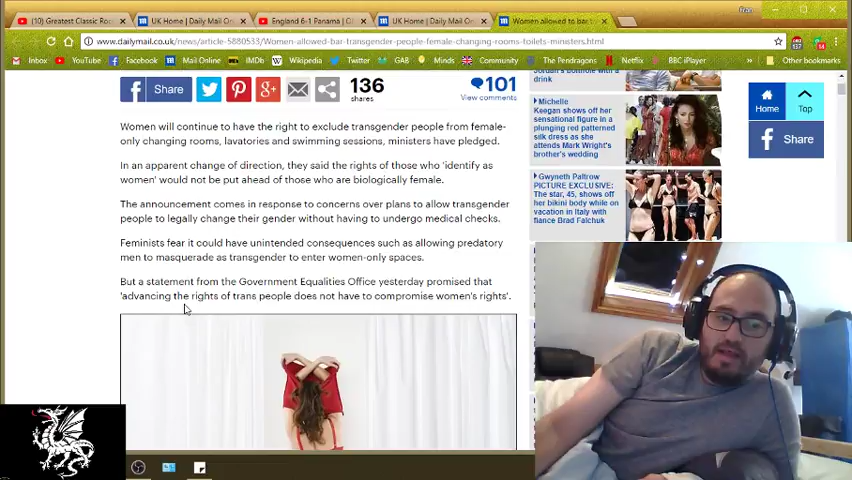 (10) Greatest Classic Ro
UK Home | Daily Mail On
England 6-1 Panama | C
UK Home | Daily Mail On
Women allowed to bar t
www.dailymail.co.uk/news/article-5880533/Women-allowed-bar-transgender-people-female-changing-rooms-toilets-ministers.html
Inbox
YouTube
Facebook
Mail Online
IMDb
Wikipedia
Twitter
GAB
Minds
Community
The Pendragons
Netflix
BBC iPlayer
Other bookmarks
Share
136
shares
101
View comments
Women will continue to have the right to exclude transgender people from female-
only changing rooms, lavatories and swimming sessions, ministers have pledged.
In an apparent change of direction, they said the rights of those who 'identify as
women' would not be put ahead of those who are biologically female.
The announcement comes in response to concerns over plans to allow transgender
people to legally change their gender without having to undergo medical checks.
Feminists fear it could have unintended consequences such as allowing predatory
men to masquerade as transgender to enter women-only spaces.
But a statement from the Government Equalities Office yesterday promised that
'advancing the rights of trans people does not have to compromise women's rights'.
with a
drink
Michelle
Keegan shows off her
sensational figure in a
plunging red patterned
silk dress as she
attends Mark Wright's
brother's wedding
Gwyneth Paltrow
PICTURE EXCLUSIVE:
The star, 45, shows off
her bikini body while on
vacation in Italy with
fiance Brad Falchuk
Home
Top
Share